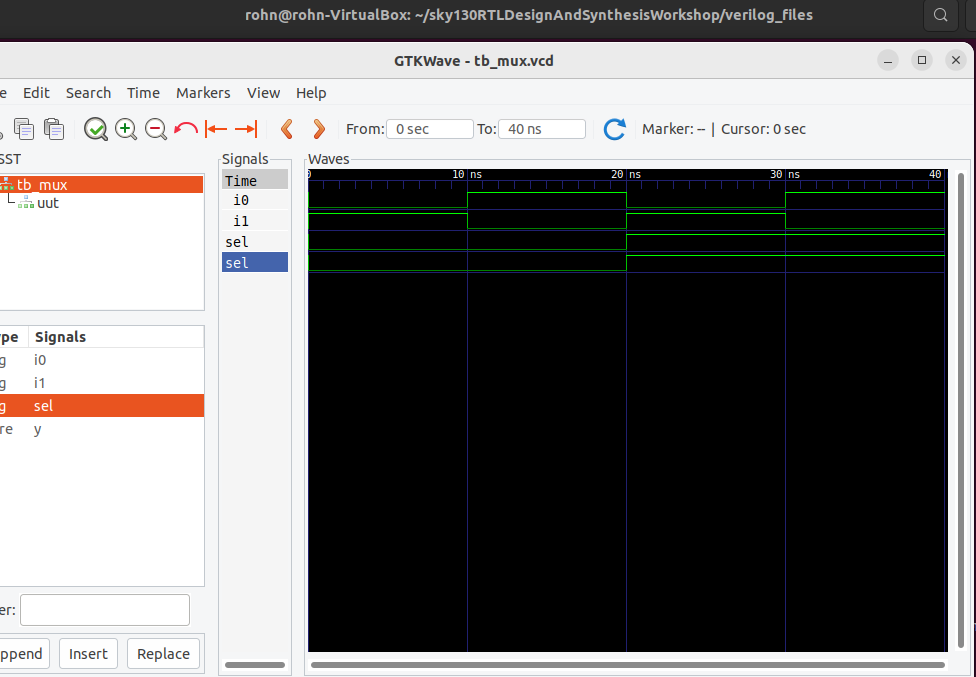 rohn@rohn-VirtualBox: ~/sky130RTLDesignAndSynthesisWorkshop/verilog_files
GTKWave - tb_mux.vcd
e Edit Search Time Markers View Help
From: 0 sec To: 40 ns Marker: -- | Cursor: 0 sec
SST
tb_mux
uut
Signals
Time
i0
i1
sel
sel
Waves
0 10 ns 20 ns 30 ns 40
pe Signals
g i0
g i1
g sel
re y
er:
ppend Insert Replace